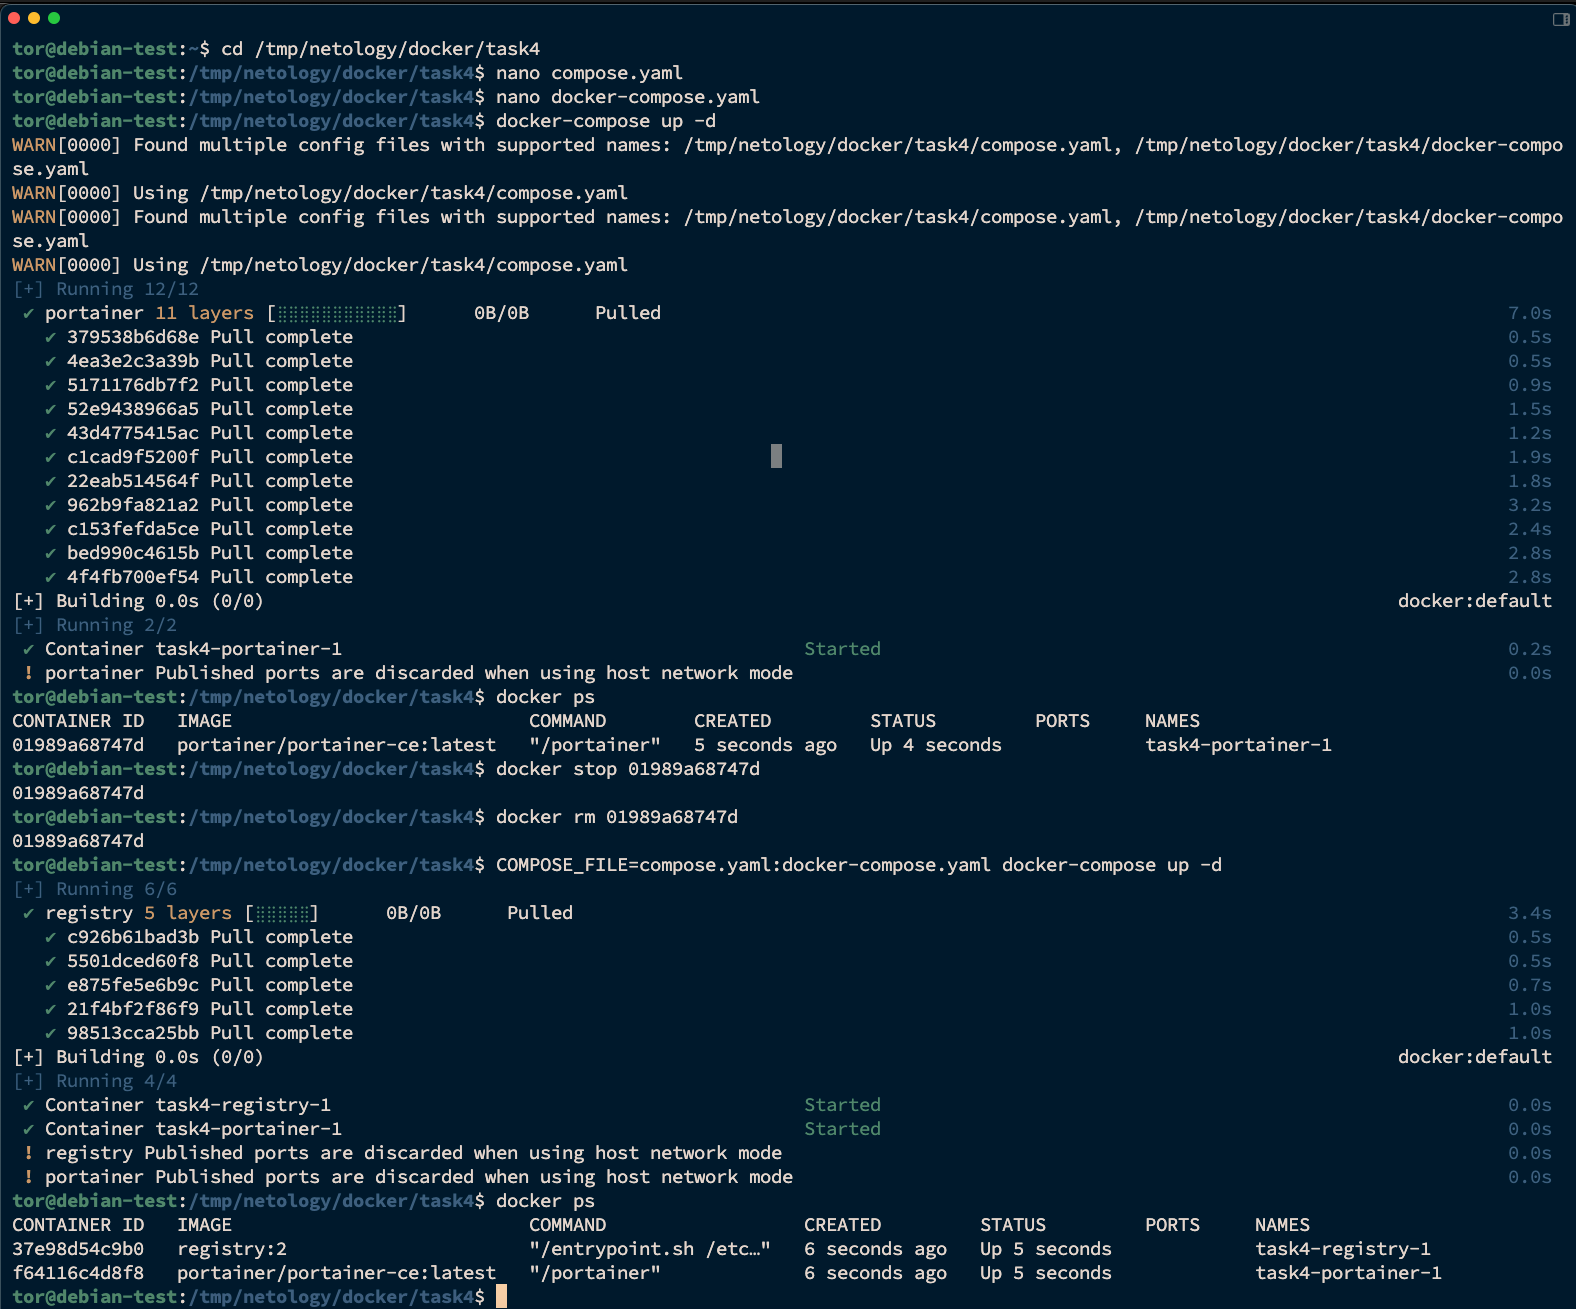 tor@debian-test:~$ cd /tmp/netology/docker/task4
tor@debian-test:/tmp/netology/docker/task4$ nano compose.yaml
tor@debian-test:/tmp/netology/docker/task4$ nano docker-compose.yaml
tor@debian-test:/tmp/netology/docker/task4$ docker-compose up -d
WARN[0000] Found multiple config files with supported names: /tmp/netology/docker/task4/compose.yaml, /tmp/netology/docker/task4/docker-compo
se.yaml
WARN[0000] Using /tmp/netology/docker/task4/compose.yaml
WARN[0000] Found multiple config files with supported names: /tmp/netology/docker/task4/compose.yaml, /tmp/netology/docker/task4/docker-compo
se.yaml
WARN[0000] Using /tmp/netology/docker/task4/compose.yaml
[+] Running 12/12
✔ portainer 11 layers [⣿⣿⣿⣿⣿⣿⣿⣿⣿⣿⣿] 0B/0B Pulled 7.0s
✔ 379538b6d68e Pull complete 0.5s
✔ 4ea3e2c3a39b Pull complete 0.5s
✔ 5171176db7f2 Pull complete 0.9s
✔ 52e9438966a5 Pull complete 1.5s
✔ 43d4775415ac Pull complete 1.2s
✔ c1cad9f5200f Pull complete 1.9s
✔ 22eab514564f Pull complete 1.8s
✔ 962b9fa821a2 Pull complete 3.2s
✔ c153fefda5ce Pull complete 2.4s
✔ bed990c4615b Pull complete 2.8s
✔ 4f4fb700ef54 Pull complete 2.8s
[+] Building 0.0s (0/0) docker:default
[+] Running 2/2
✔ Container task4-portainer-1 Started 0.2s
! portainer Published ports are discarded when using host network mode 0.0s
tor@debian-test:/tmp/netology/docker/task4$ docker ps
CONTAINER ID IMAGE COMMAND CREATED STATUS PORTS NAMES
01989a68747d portainer/portainer-ce:latest "/portainer" 5 seconds ago Up 4 seconds task4-portainer-1
tor@debian-test:/tmp/netology/docker/task4$ docker stop 01989a68747d
01989a68747d
tor@debian-test:/tmp/netology/docker/task4$ docker rm 01989a68747d
01989a68747d
tor@debian-test:/tmp/netology/docker/task4$ COMPOSE_FILE=compose.yaml:docker-compose.yaml docker-compose up -d
[+] Running 6/6
✔ registry 5 layers [⣿⣿⣿⣿⣿] 0B/0B Pulled 3.4s
✔ c926b61bad3b Pull complete 0.5s
✔ 5501dced60f8 Pull complete 0.5s
✔ e875fe5e6b9c Pull complete 0.7s
✔ 21f4bf2f86f9 Pull complete 1.0s
✔ 98513cca25bb Pull complete 1.0s
[+] Building 0.0s (0/0) docker:default
[+] Running 4/4
✔ Container task4-registry-1 Started 0.0s
✔ Container task4-portainer-1 Started 0.0s
! registry Published ports are discarded when using host network mode 0.0s
! portainer Published ports are discarded when using host network mode 0.0s
tor@debian-test:/tmp/netology/docker/task4$ docker ps
CONTAINER ID IMAGE COMMAND CREATED STATUS PORTS NAMES
37e98d54c9b0 registry:2 "/entrypoint.sh /etc…" 6 seconds ago Up 5 seconds task4-registry-1
f64116c4d8f8 portainer/portainer-ce:latest "/portainer" 6 seconds ago Up 5 seconds task4-portainer-1
tor@debian-test:/tmp/netology/docker/task4$